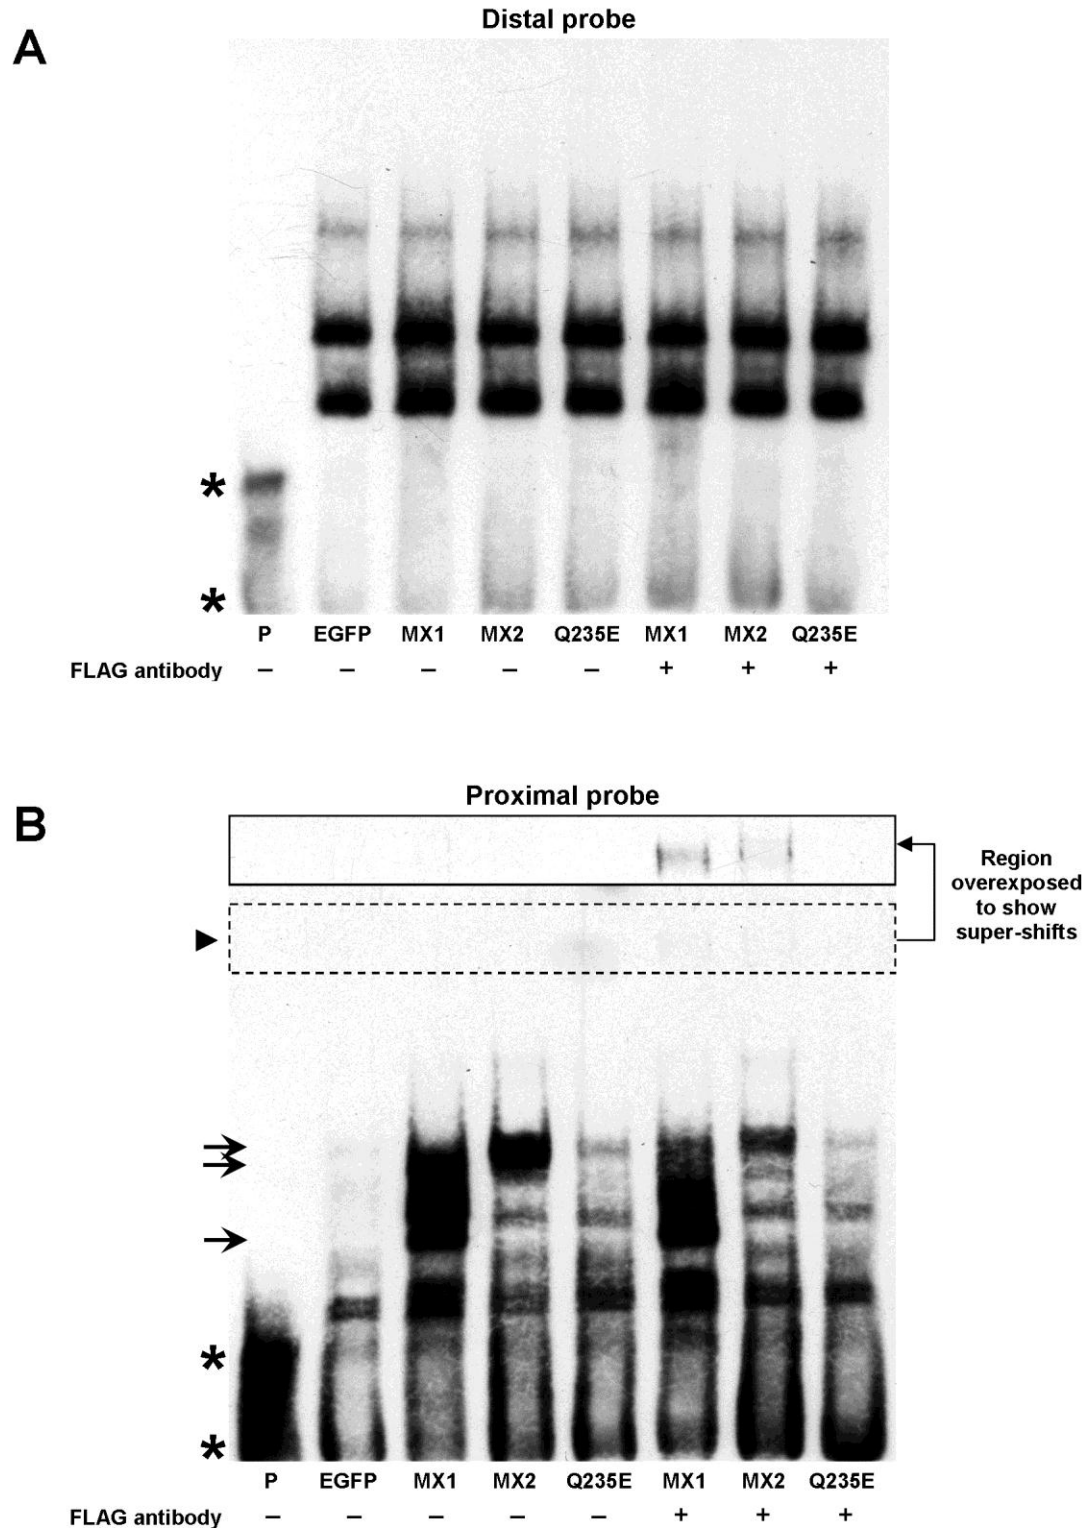 A
Distal probe
*
*
P EGFP MX1 MX2 Q235E MX1 MX2 Q235E
FLAG antibody – – – – – + + +
B
Proximal probe
Region
overexposed
to show
super-shifts
*
*
P EGFP MX1 MX2 Q235E MX1 MX2 Q235E
FLAG antibody – – – – – + + +